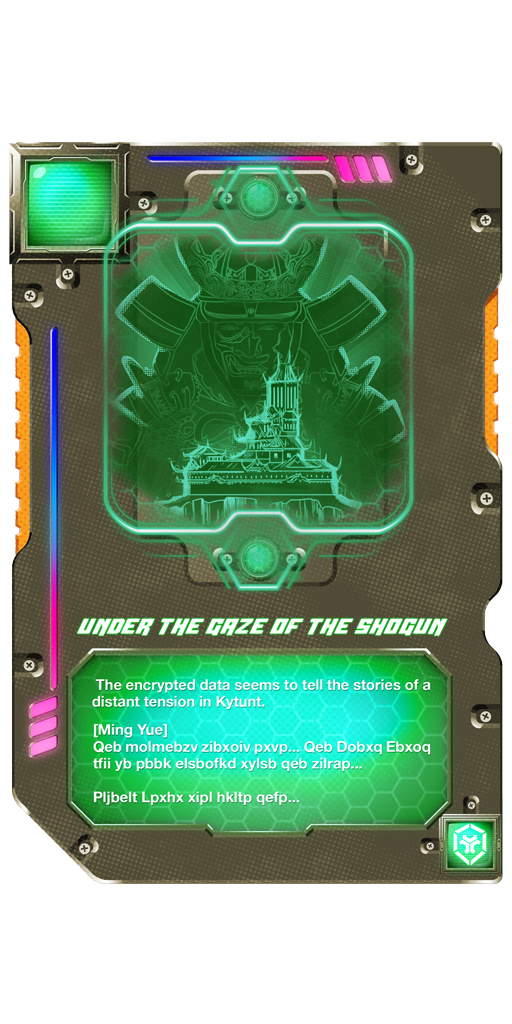 UNDER THE GAZE OF THE SHOGUN
The encrypted data seems to tell the stories of a
distant tension in Kytunt.
[Ming Yue]
Qeb molmebzv zibxoiv pxvp... Qeb Dobxq Ebxoq
tfii yb pbbk elsbofkd xylsb qeb zilrap...
Pljbelt Lpxhx xipl hkltp qefp...